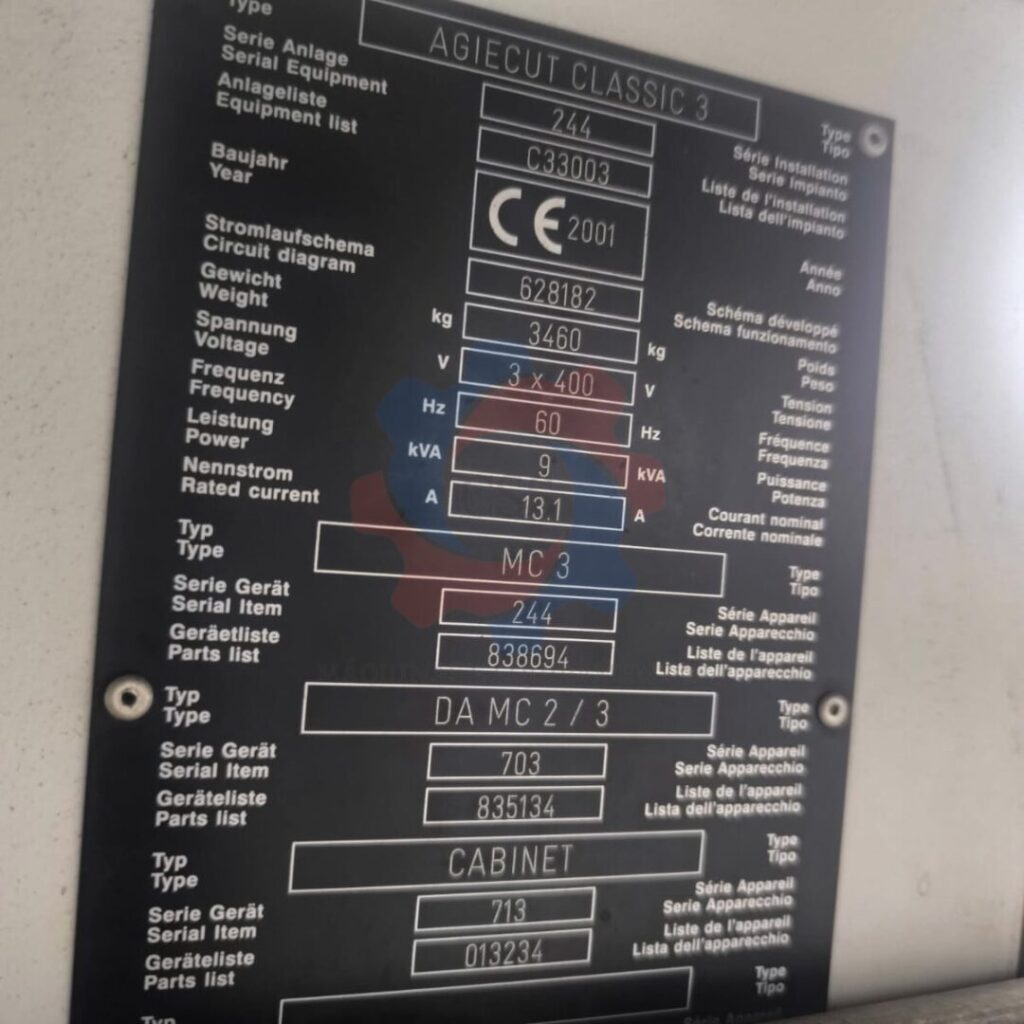 Type
AGIECUT CLASSIC 3
Type
Tipo
Serie Anlage
Serial Equipment
244
Série Installation
Serie Impianto
Anlageliste
Equipment list
C33003
Liste de l'installation
Lista dell'impianto
Baujahr
Year
CE 2001
Année
Anno
Stromlaufschema
Circuit diagram
628182
Schéma développé
Schema funzionamento
Gewicht
Weight
kg 3460 kg
Poids
Peso
Spannung
Voltage
V 3 x 400 V
Tension
Tensione
Frequenz
Frequency
Hz 60 Hz
Fréquence
Frequenza
Leistung
Power
kVA 9 kVA
Puissance
Potenza
Nennstrom
Rated current
A 13.1 A
Courant nominal
Corrente nominale
Typ
Type
MC 3
Type
Tipo
Serie Gerät
Serial Item
244
Série Appareil
Serie Apparecchio
Geräetliste
Parts list
838694
Liste de l'appareil
Lista dell'apparecchio
Typ
Type
DA MC 2 / 3
Type
Tipo
Serie Gerät
Serial Item
703
Série Appareil
Serie Apparecchio
Geräteliste
Parts list
835134
Liste de l'appareil
Lista dell'apparecchio
Typ
Type
CABINET
Type
Tipo
Serie Gerät
Serial Item
713
Série Appareil
Serie Apparecchio
Geräteliste
Parts list
013234
Liste de l'appareil
Lista dell'apparecchio
Typ
Type
Tipo
Série Appareil